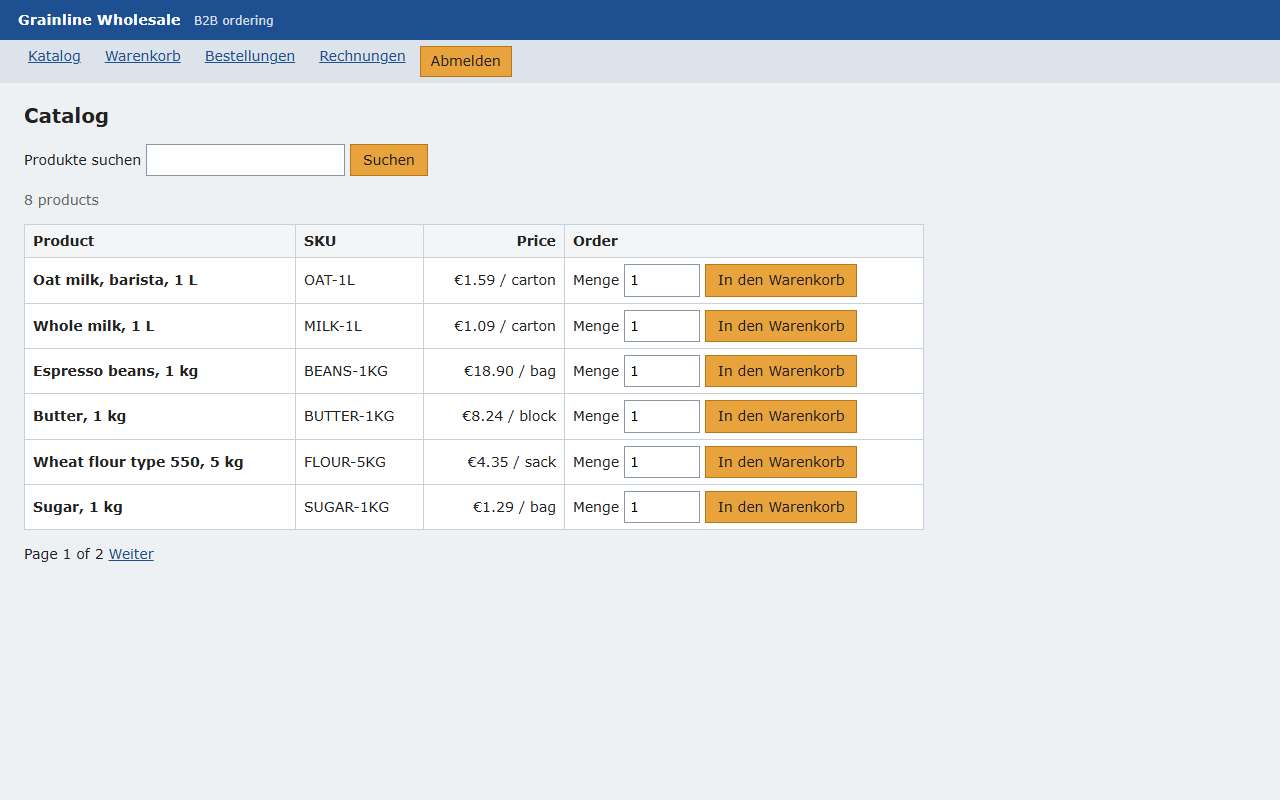 Grainline Wholesale B2B ordering
Katalog Warenkorb Bestellungen Rechnungen Abmelden
Catalog
Produkte suchen Suchen
8 products
Product SKU Price Order
Oat milk, barista, 1 L OAT-1L €1.59 / carton Menge 1 In den Warenkorb
Whole milk, 1 L MILK-1L €1.09 / carton Menge 1 In den Warenkorb
Espresso beans, 1 kg BEANS-1KG €18.90 / bag Menge 1 In den Warenkorb
Butter, 1 kg BUTTER-1KG €8.24 / block Menge 1 In den Warenkorb
Wheat flour type 550, 5 kg FLOUR-5KG €4.35 / sack Menge 1 In den Warenkorb
Sugar, 1 kg SUGAR-1KG €1.29 / bag Menge 1 In den Warenkorb
Page 1 of 2 Weiter